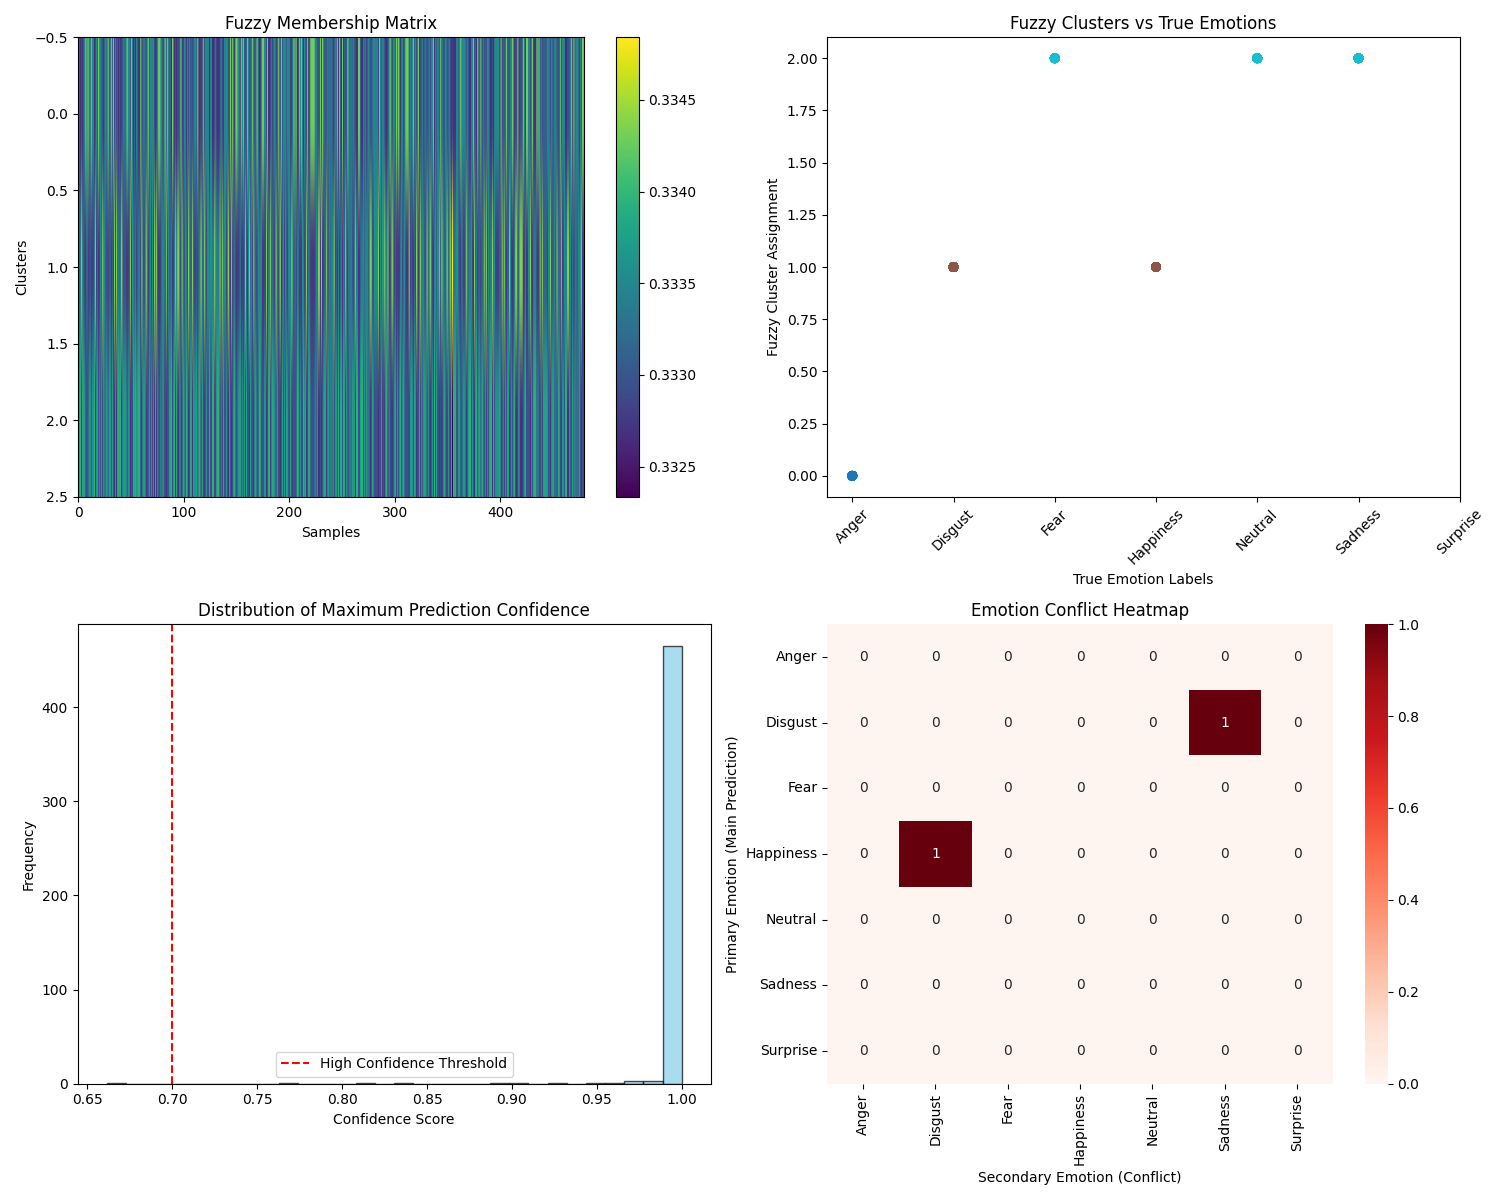 Fuzzy Membership Matrix
−0.5
0.0
0.5
1.0
1.5
2.0
2.5
Clusters
0 100 200 300 400
Samples
0.3345
0.3340
0.3335
0.3330
0.3325
Fuzzy Clusters vs True Emotions
2.00
1.75
1.50
1.25
1.00
0.75
0.50
0.25
0.00
Fuzzy Cluster Assignment
Anger Disgust Fear Happiness Neutral Sadness Surprise
True Emotion Labels
Distribution of Maximum Prediction Confidence
400
300
200
100
0
Frequency
High Confidence Threshold
0.65 0.70 0.75 0.80 0.85 0.90 0.95 1.00
Confidence Score
Emotion Conflict Heatmap
Primary Emotion (Main Prediction)
Anger 0 0 0 0 0 0 0
Disgust 0 0 0 0 0 1 0
Fear 0 0 0 0 0 0 0
Happiness 0 1 0 0 0 0 0
Neutral 0 0 0 0 0 0 0
Sadness 0 0 0 0 0 0 0
Surprise 0 0 0 0 0 0 0
Anger Disgust Fear Happiness Neutral Sadness Surprise
Secondary Emotion (Conflict)
1.0
0.8
0.6
0.4
0.2
0.0